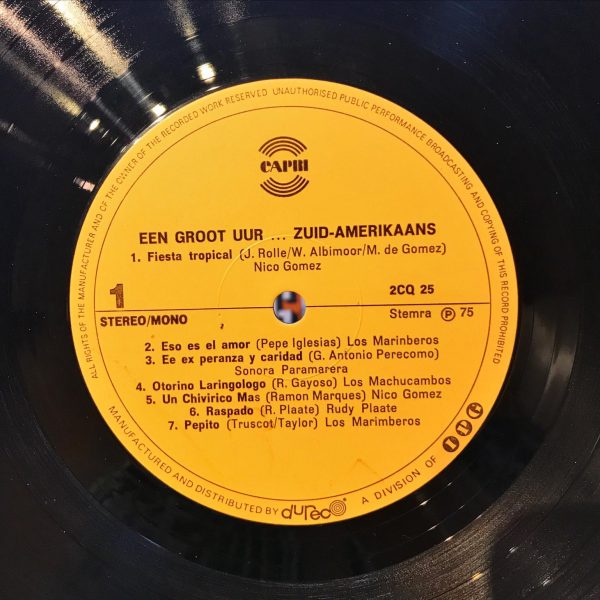 ALL RIGHTS OF THE MANUFACTURER AND OF THE OWNER OF THE RECORDED WORK RESERVED UNAUTHORISED PUBLIC PERFORMANCE BROADCASTING AND COPYING OF THIS RECORD PROHIBITED
CAPRI
EEN GROOT UUR ... ZUID-AMERIKAANS
1. Fiesta tropical (J. Rolle/W. Albimoor/M. de Gomez)
Nico Gomez
1
2CQ 25
STEREO/MONO
Stemra Ⓟ 75
2. Eso es el amor (Pepe Iglesias) Los Marinberos
3. Ee ex peranza y caridad (G. Antonio Perecomo)
Sonora Paramarera
4. Otorino Laringologo (R. Gayoso) Los Machucambos
5. Un Chivirico Mas (Ramon Marques) Nico Gomez
6. Raspado (R. Plaate) Rudy Plaate
7. Pepito (Truscot/Taylor) Los Marimberos
MANUFACTURED AND DISTRIBUTED BY dureco A DIVISION OF